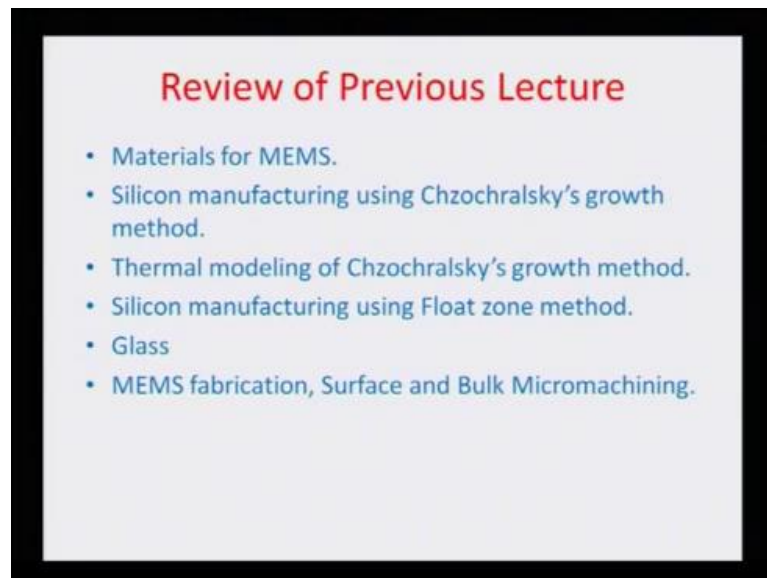 Review of Previous Lecture
• Materials for MEMS.
• Silicon manufacturing using Chzochralsky's growth
method.
• Thermal modeling of Chzochralsky's growth method.
• Silicon manufacturing using Float zone method.
• Glass
• MEMS fabrication, Surface and Bulk Micromachining.